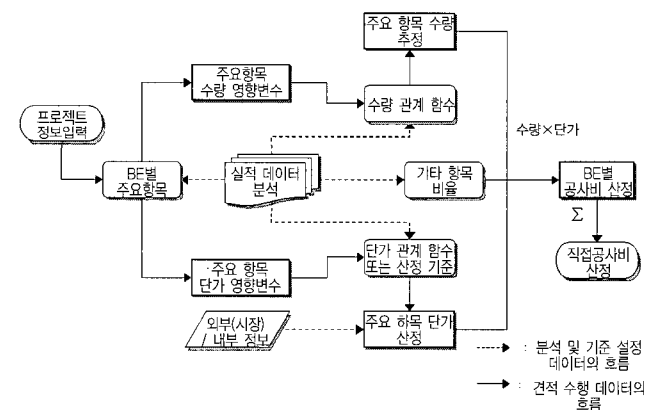 주요 항목 수량
추정
주요항목
수량 영향변수
수량 관계 함수
프로젝트
정보입력
수량×단가
BE별
주요항목
실적 데이터
분석
기타 항목
비율
BE별
공사비 산정
Σ
직접공사비
산정
주요 항목
단가 영향변수
단가 관계 함수
또는 산정 기준
외부(시장)
/ 내부 정보
주요 하목 단가
산정
: 분석 및 기준 설정
데이터의 흐름
: 견적 수행 데이터의
흐름